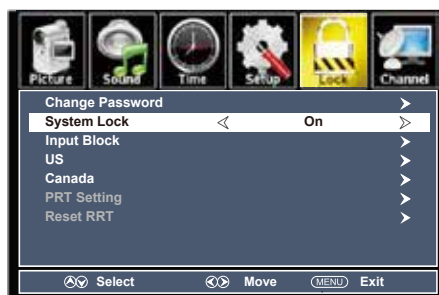 Picture Sound Time Setup Lock Channel
Change Password
System Lock On
Input Block
US
Canada
PRT Setting
Reset RRT
Select Move MENU Exit